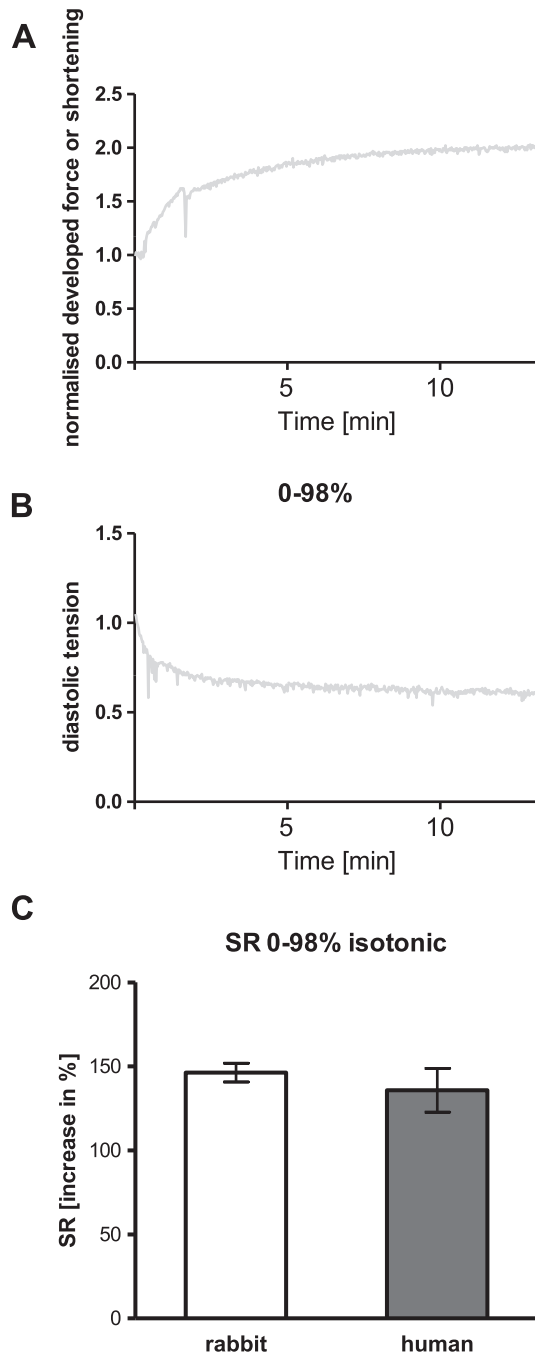 A
normalised developed force or shortening
2.5
2.0
1.5
1.0
0.5
0.0
5 10
Time [min]
B
0-98%
diastolic tension
1.5
1.0
0.5
0.0
5 10
Time [min]
C
SR 0-98% isotonic
SR [increase in %]
200
150
100
50
0
rabbit human